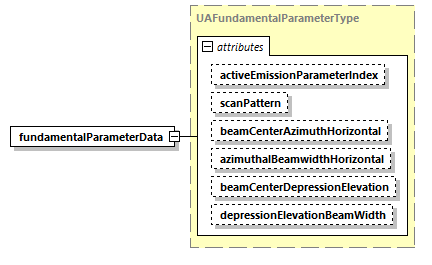 UAFundamentalParameterType
attributes
activeEmissionParameterIndex
scanPattern
beamCenterAzimuthHorizontal
fundamentalParameterData
azimuthalBeamwidthHorizontal
beamCenterDepressionElevation
depressionElevationBeamWidth